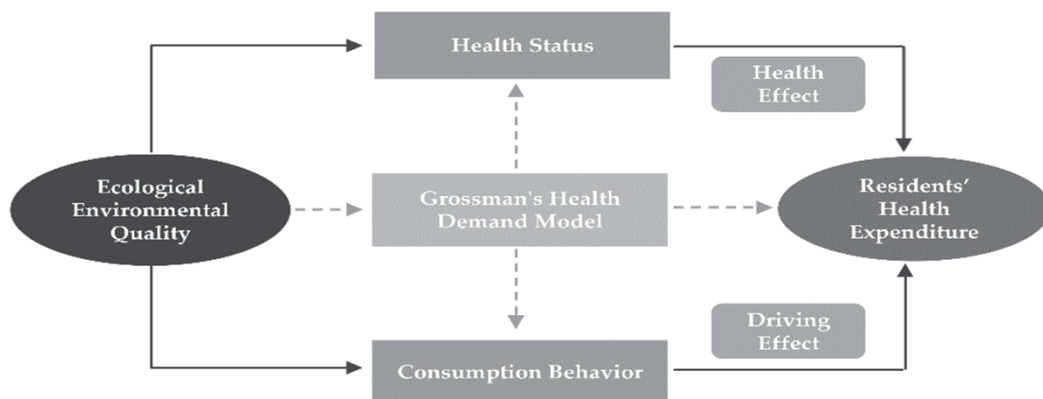 Health Status
Health
Effect
Ecological
Environmental
Quality
Grossman's Health
Demand Model
Residents’
Health
Expenditure
Driving
Effect
Consumption Behavior